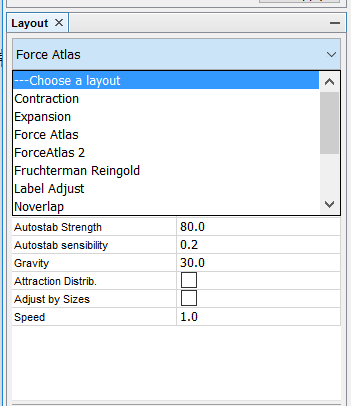 Layout
Force Atlas
---Choose a layout
Contraction
Expansion
Force Atlas
ForceAtlas 2
Fruchterman Reingold
Label Adjust
Noverlap
Autostab Strength 80.0
Autostab sensibility 0.2
Gravity 30.0
Attraction Distrib.
Adjust by Sizes
Speed 1.0